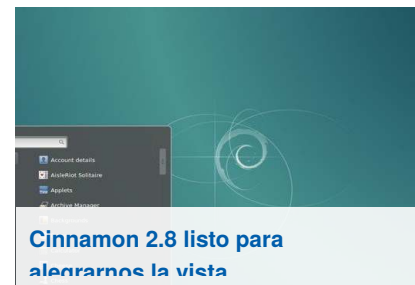 Account details
AisleRiot Solitaire
Applets
Archive Manager
Cinnamon 2.8 listo para
alegrarnos la vista